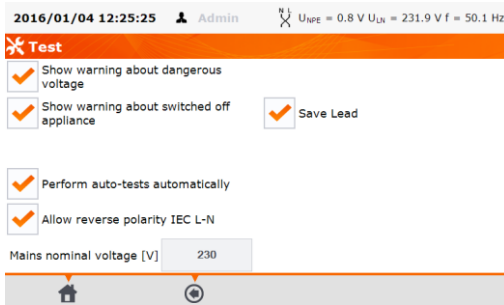 2016/01/04 12:25:25 Admin N L UNPE = 0.8 V ULN = 231.9 V f = 50.1 Hz
Test
Show warning about dangerous
voltage
Show warning about switched off
appliance
Save Lead
Perform auto-tests automatically
Allow reverse polarity IEC L-N
Mains nominal voltage [V] 230